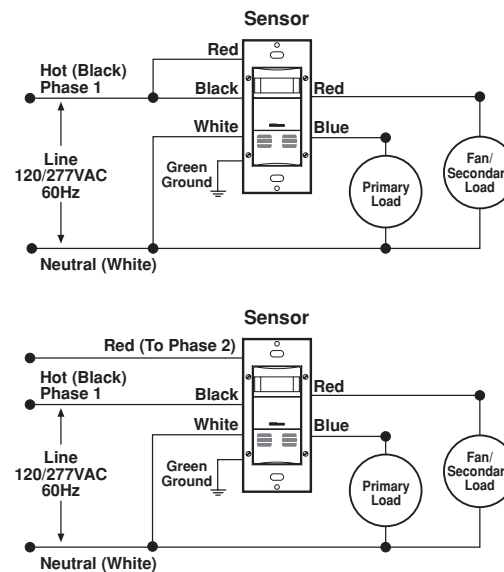 Sensor
Red
Hot (Black)
Phase 1
Black
Red
White
Blue
Line
120/277VAC
60Hz
Green
Ground
Primary
Load
Fan/
Secondary
Load
Neutral (White)
Sensor
Red (To Phase 2)
Hot (Black)
Phase 1
Black
Red
White
Blue
Line
120/277VAC
60Hz
Green
Ground
Primary
Load
Fan/
Secondary
Load
Neutral (White)